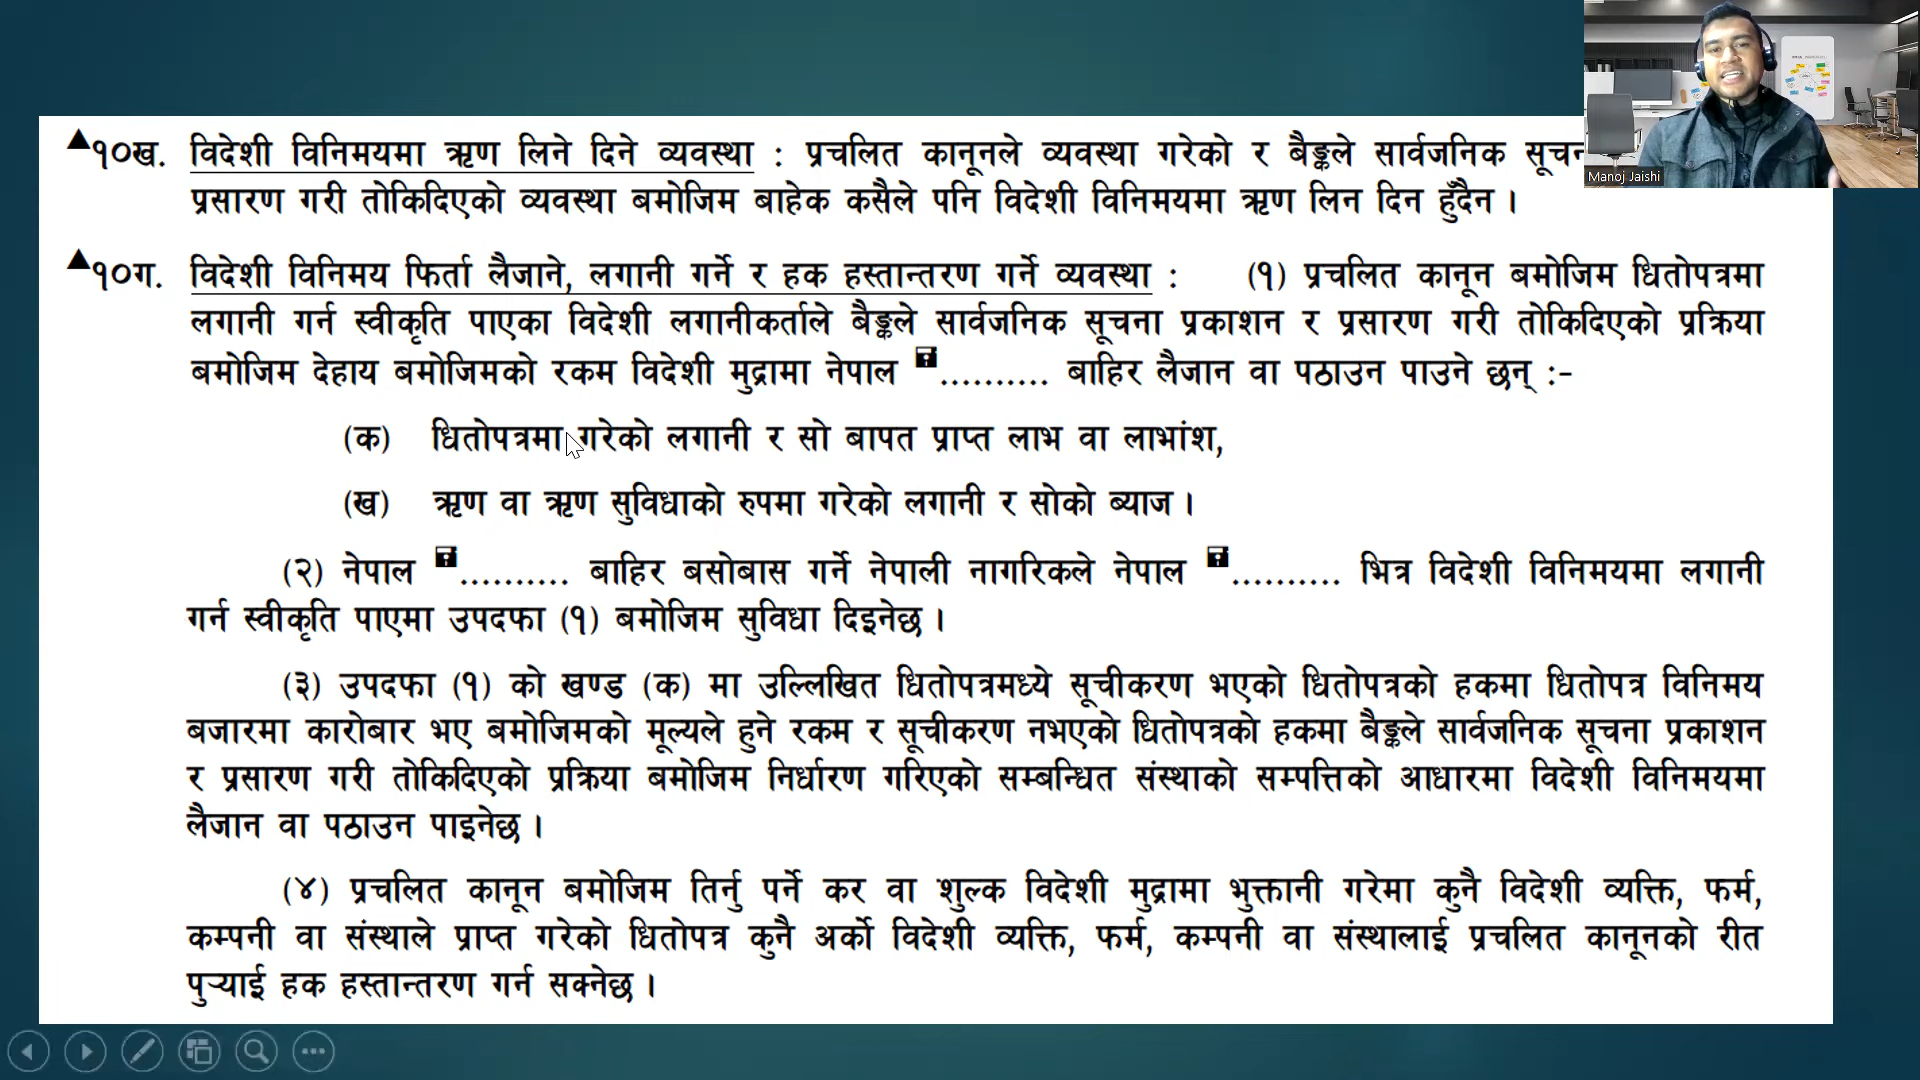 ▲१०ख. विदेशी विनिमयमा ऋण लिने दिने व्यवस्था : प्रचलित कानूनले व्यवस्था गरेको र बैङ्कले सार्वजनिक
प्रसारण गरी तोकिदिएको व्यवस्था बमोजिम बाहेक कसैले पनि विदेशी विनिमयमा ऋण लिन दिन हुँदैन ।
▲१०ग. विदेशी विनिमय फिर्ता लैजाने, लगानी गर्ने र हक हस्तान्तरण गर्ने व्यवस्था : (१) प्रचलित कानून बमोजिम धितोपत्रमा
लगानी गर्न स्वीकृति पाएका विदेशी लगानीकर्ताले बैङ्कले सार्वजनिक सूचना प्रकाशन र प्रसारण गरी तोकिदिएको प्रक्रिया
बमोजिम देहाय बमोजिमको रकम विदेशी मुद्रामा नेपाल .......... बाहिर लैजान वा पठाउन पाउने छन् :-
(क) धितोपत्रमा गरेको लगानी र सो बापत प्राप्त लाभ वा लाभांश,
(ख) ऋण वा ऋण सुविधाको रुपमा गरेको लगानी र सोको ब्याज ।
(२) नेपाल .......... बाहिर बसोबास गर्ने नेपाली नागरिकले नेपाल .......... भित्र विदेशी विनिमयमा लगानी
गर्न स्वीकृति पाएमा उपदफा (१) बमोजिम सुविधा दिइनेछ ।
(३) उपदफा (१) को खण्ड (क) मा उल्लिखित धितोपत्रमध्ये सूचीकरण भएको धितोपत्रको हकमा धितोपत्र विनिमय
बजारमा कारोबार भए बमोजिमको मूल्यले हुने रकम र सूचीकरण नभएको धितोपत्रको हकमा बैङ्कले सार्वजनिक सूचना प्रकाशन
र प्रसारण गरी तोकिदिएको प्रक्रिया बमोजिम निर्धारण गरिएको सम्बन्धित संस्थाको सम्पत्तिको आधारमा विदेशी विनिमयमा
लैजान वा पठाउन पाइनेछ ।
(४) प्रचलित कानून बमोजिम तिर्नु पर्ने कर वा शुल्क विदेशी मुद्रामा भुक्तानी गरेमा कुनै विदेशी व्यक्ति, फर्म,
कम्पनी वा संस्थाले प्राप्त गरेको धितोपत्र कुनै अर्को विदेशी व्यक्ति, फर्म, कम्पनी वा संस्थालाई प्रचलित कानूनको रीत
पुर्‍याई हक हस्तान्तरण गर्न सक्नेछ ।
Manoj Jaishi